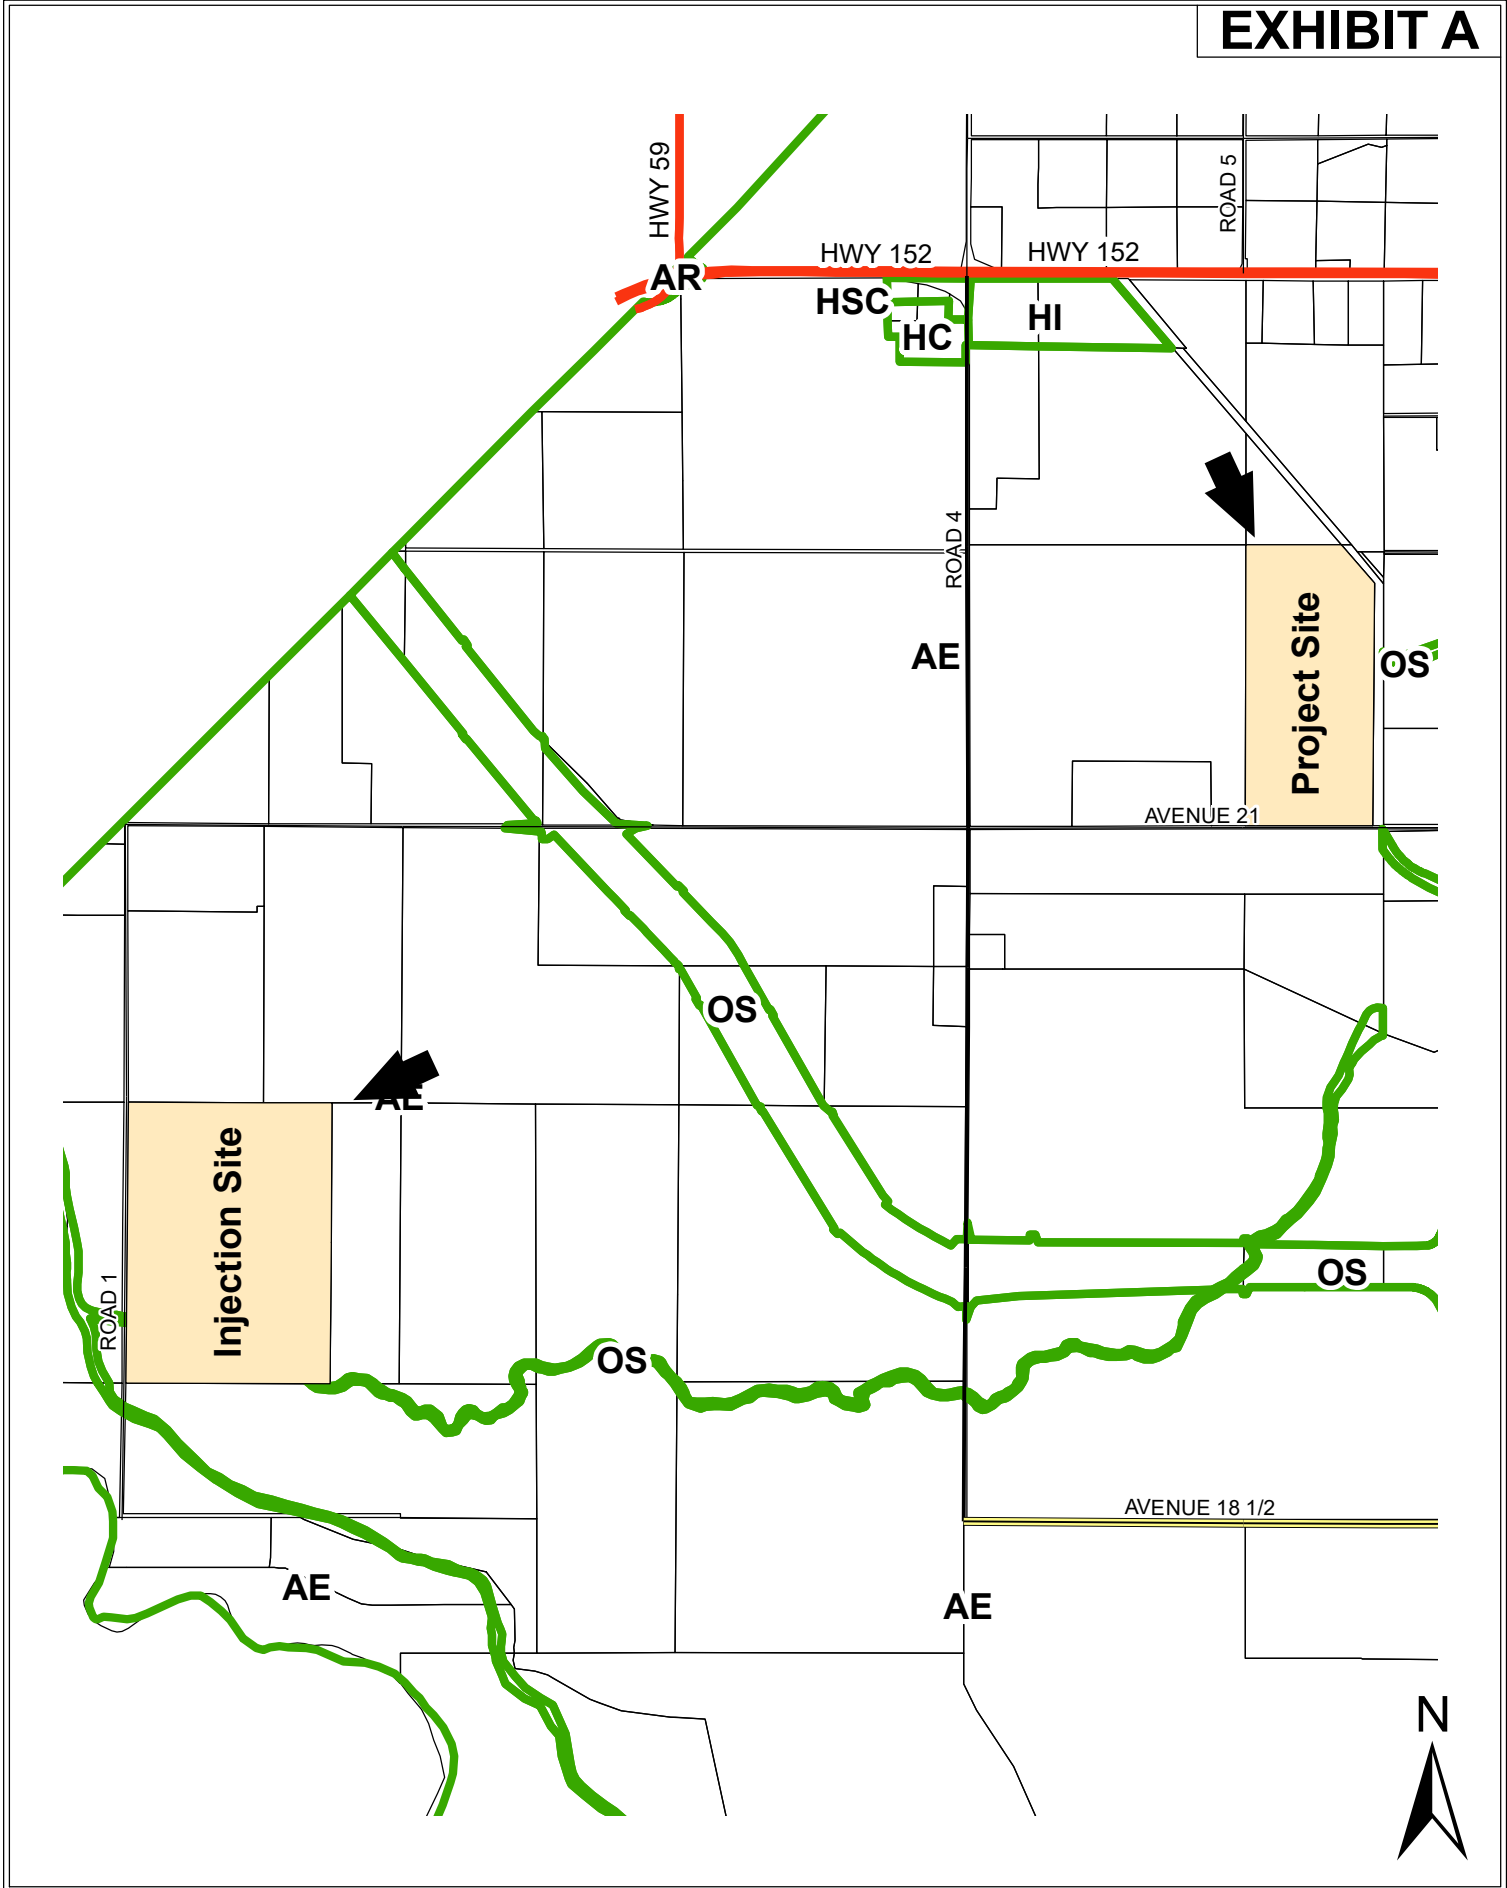 EXHIBIT A
HWY 59
ROAD 5
HWY 152
HWY 152
AR
HSC
HI
HC
ROAD 4
AE
Project Site
OS
AVENUE 21
OS
AE
Injection Site
ROAD 1
OS
OS
AVENUE 18 1/2
AE
AE
N